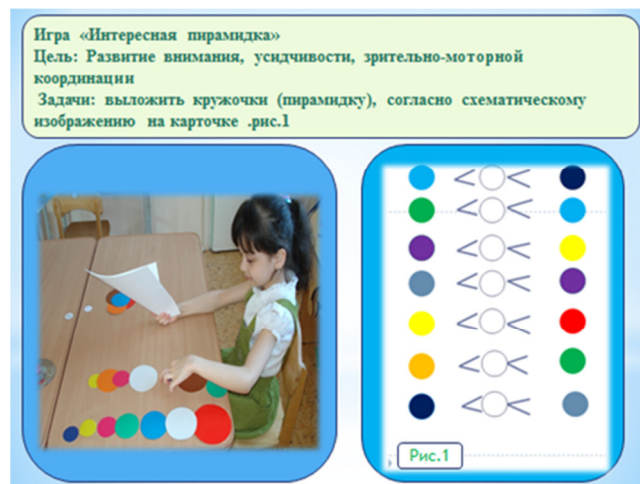 Игра «Интересная пирамидка»
Цель: Развитие внимания, усидчивости, зрительно-моторной
координации
Задачи: выложить кружочки (пирамидку), согласно схематическому
изображению на карточке .рис.1
Рис.1